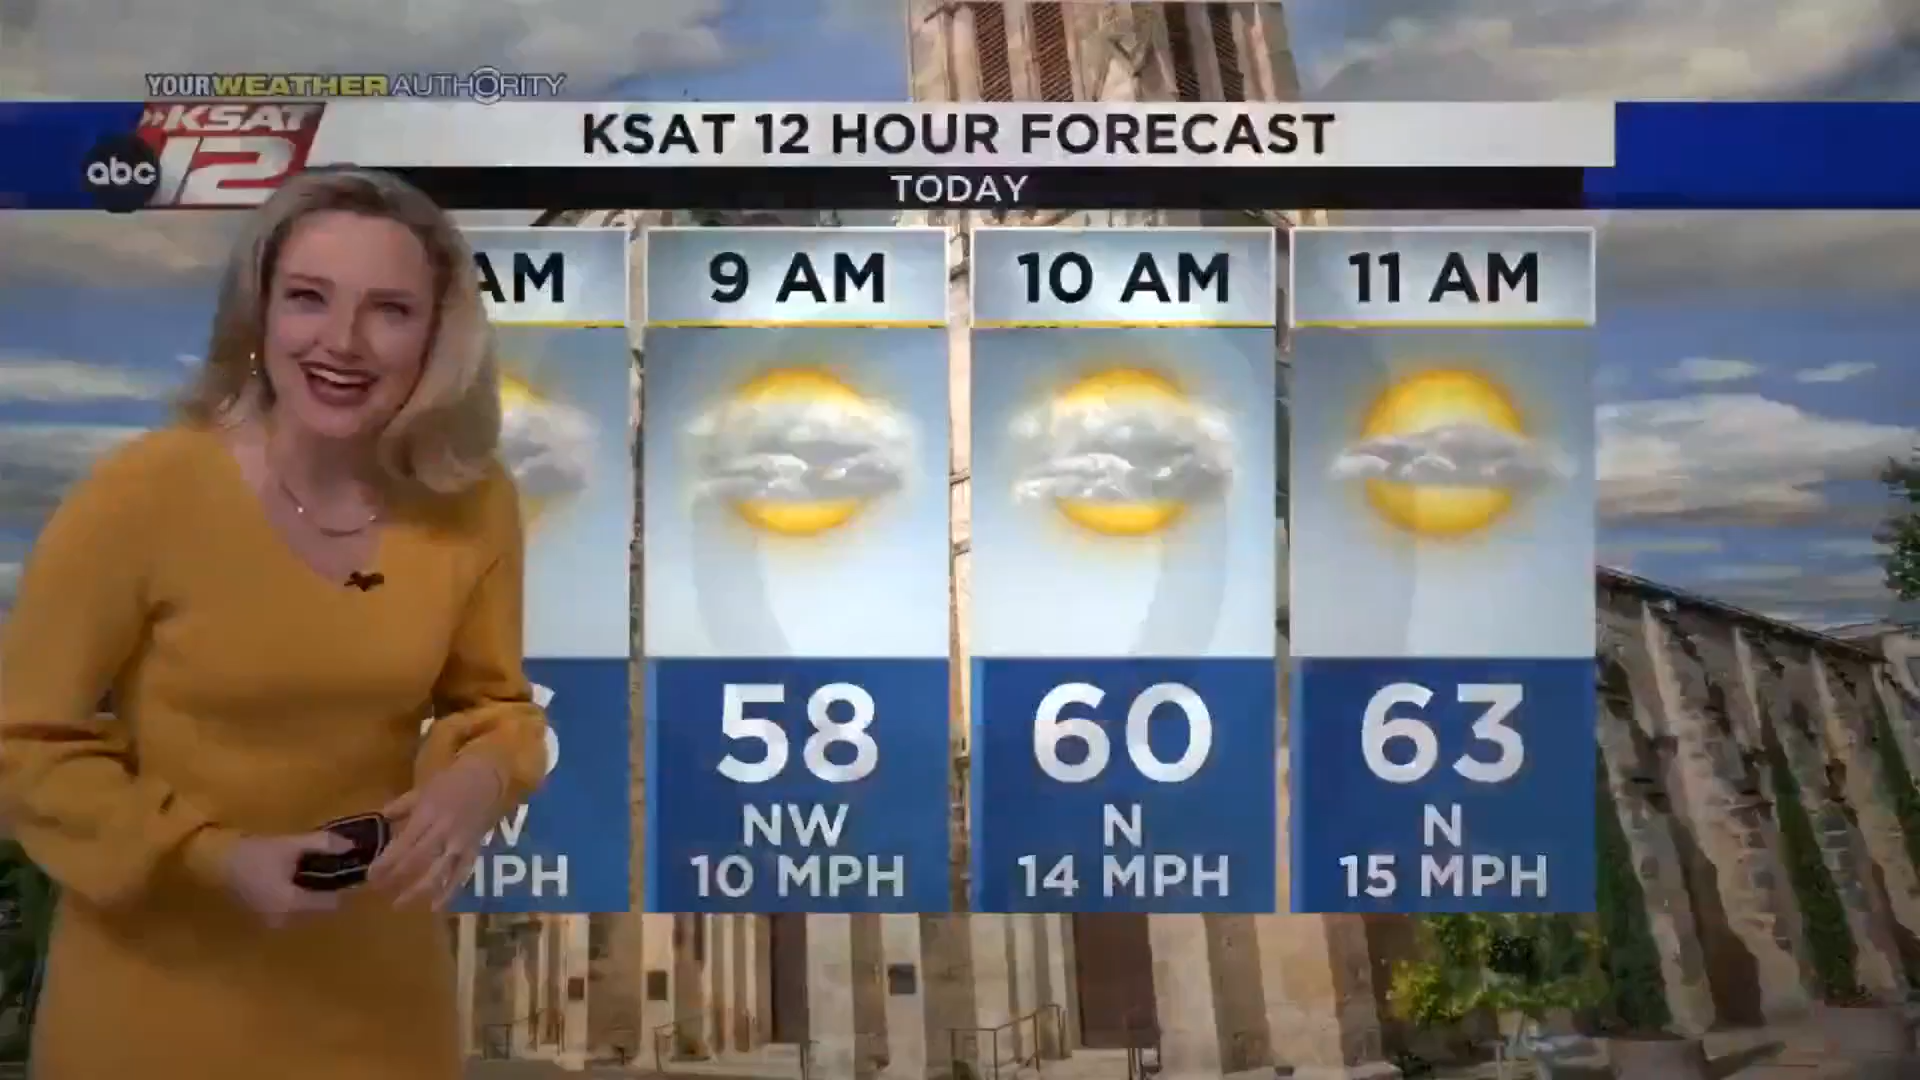 YOUR WEATHER AUTHORITY
KSAT
abc 12
KSAT 12 HOUR FORECAST
TODAY
AM
9 AM
10 AM
11 AM
58
60
63
W
NW
N
N
MPH
10 MPH
14 MPH
15 MPH